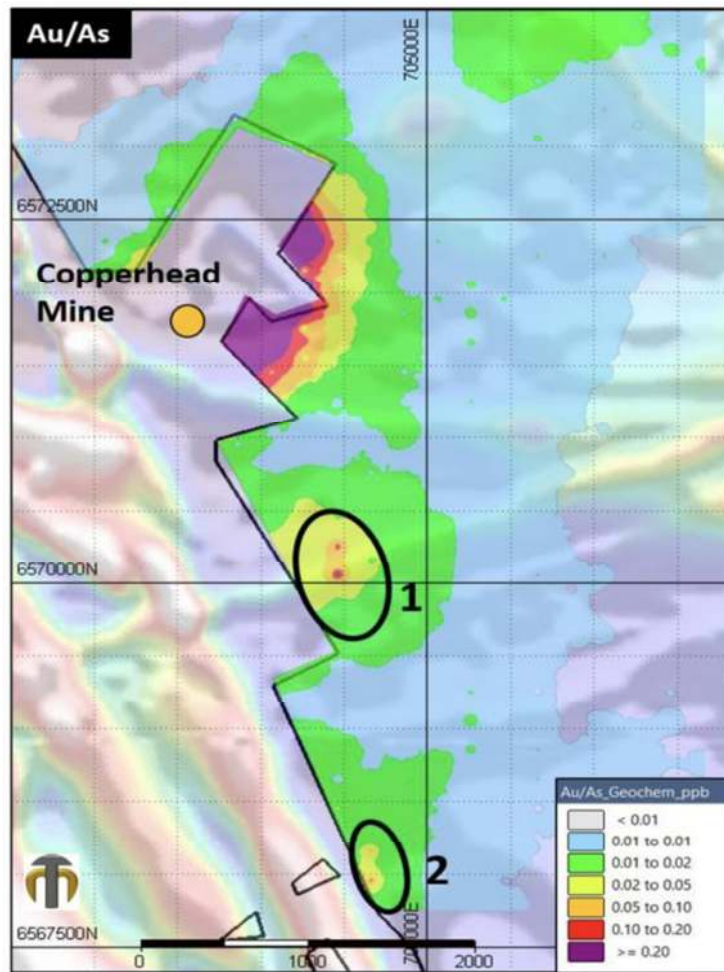 Au/As
705000E
6572500N
Copperhead
Mine
6570000N
1
2
Au/As_Geochem_ppb
< 0.01
0.01 to 0.01
0.01 to 0.02
0.02 to 0.05
0.05 to 0.10
0.10 to 0.20
>= 0.20
6567500N
0
1000
2000